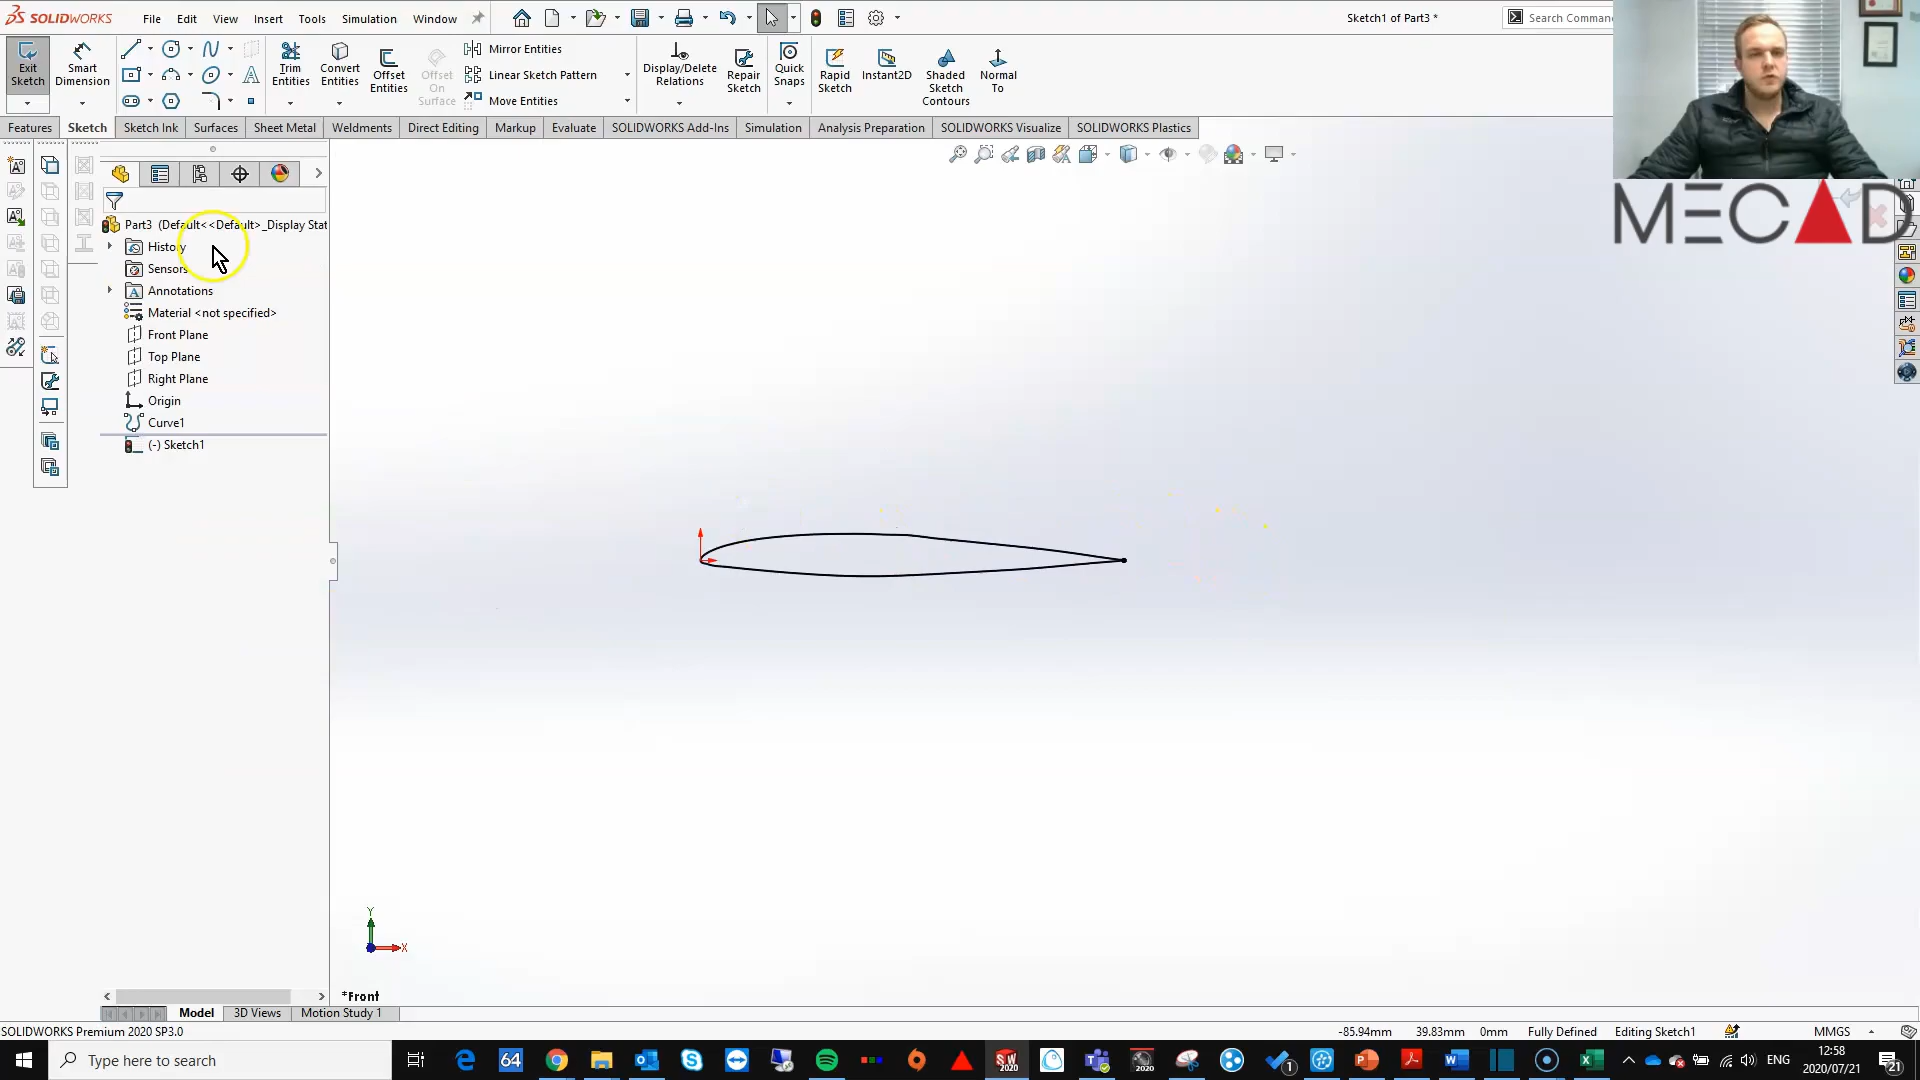 SOLIDWORKS
File Edit View Insert Tools Simulation Window
Sketch1 of Part3 *
Search Comman
Exit Sketch
Smart Dimension
Trim Entities
Convert Entities
Offset Entities
Offset On Surface
Mirror Entities
Linear Sketch Pattern
Move Entities
Display/Delete Relations
Repair Sketch
Quick Snaps
Rapid Sketch
Instant2D
Shaded Sketch Contours
Normal To
Features Sketch Sketch Ink Surfaces Sheet Metal Weldments Direct Editing Markup Evaluate SOLIDWORKS Add-Ins Simulation Analysis Preparation SOLIDWORKS Visualize SOLIDWORKS Plastics
MECAD
Part3 (Default<<Default>_Display Stat
History
Sensors
Annotations
Material <not specified>
Front Plane
Top Plane
Right Plane
Origin
Curve1
(-) Sketch1
Y
X
*Front
Model 3D Views Motion Study 1
SOLIDWORKS Premium 2020 SP3.0
-85.94mm 39.83mm 0mm Fully Defined Editing Sketch1 MMGS
Type here to search
64
SW 2020
2020
1
ENG
12:58
2020/07/21
21